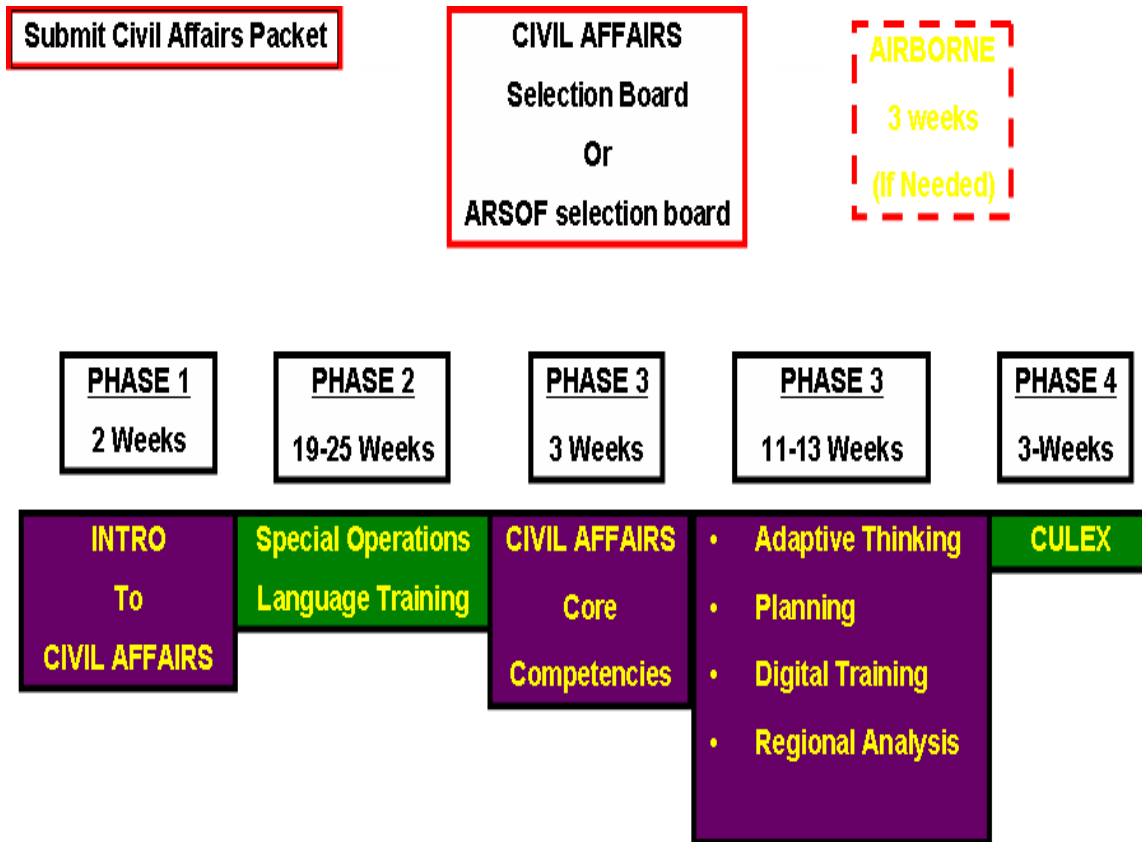 Submit Civil Affairs Packet
CIVIL AFFAIRS
Selection Board
Or
ARSOF selection board
AIRBORNE
3 weeks
(If Needed)
PHASE 1
2 Weeks
PHASE 2
19-25 Weeks
PHASE 3
3 Weeks
PHASE 3
11-13 Weeks
PHASE 4
3-Weeks
INTRO
To
CIVIL AFFAIRS
Special Operations
Language Training
CIVIL AFFAIRS
Core
Competencies
• Adaptive Thinking
• Planning
• Digital Training
• Regional Analysis
CULEX